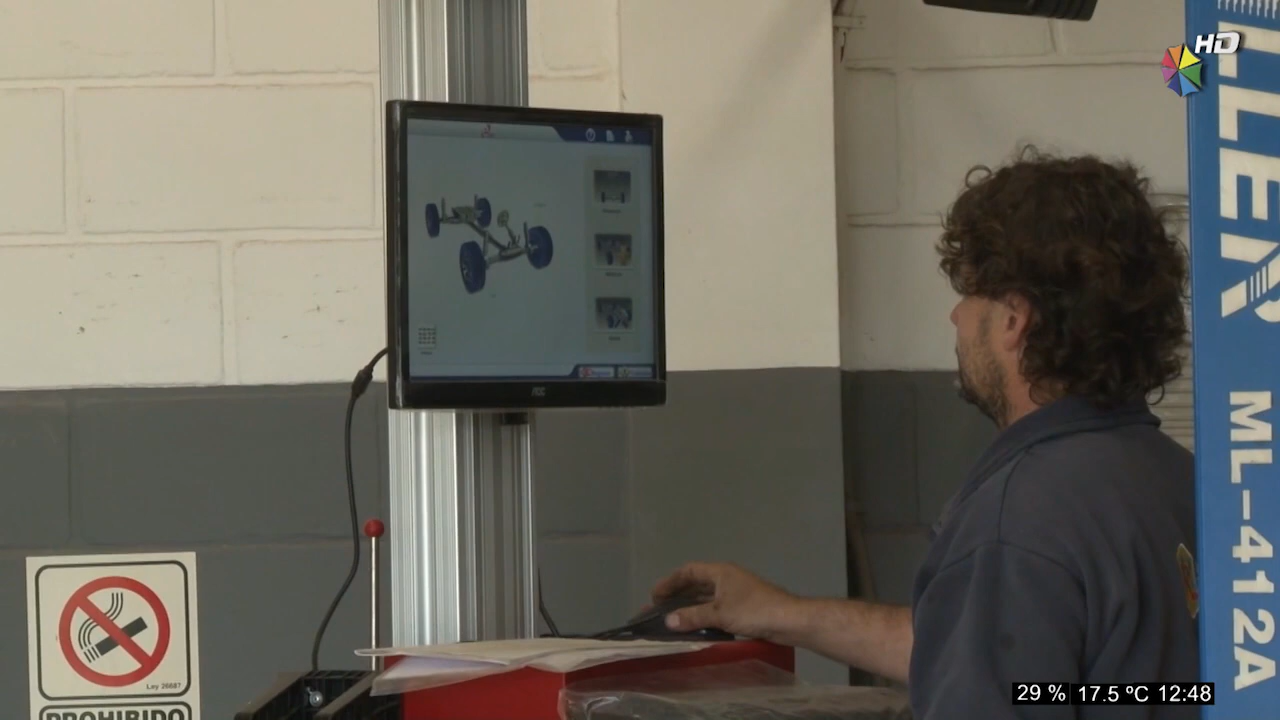 HD
LLEN
ML-412A
AOC
Ley 26687
PROHIBIDO
29 % 17.5 ºC 12:48